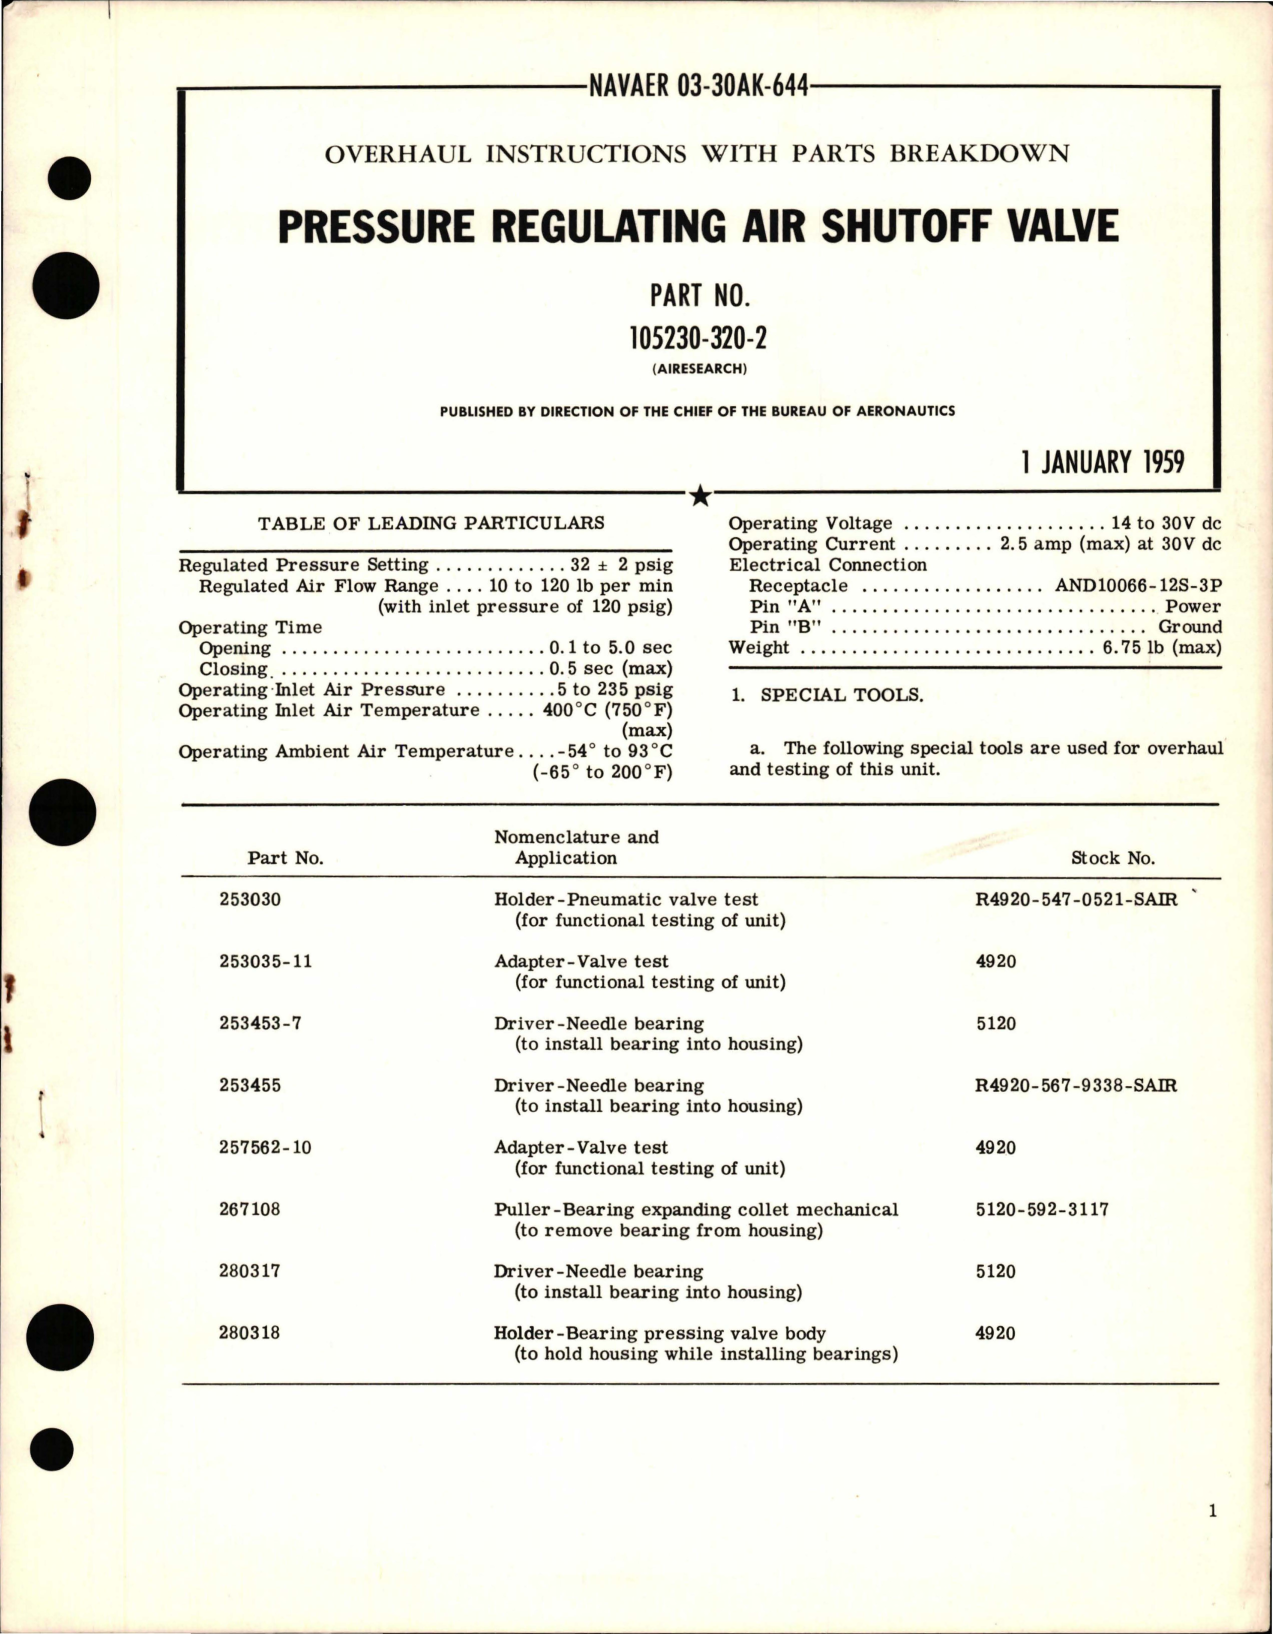 NAVAER 03-30AK-644
OVERHAUL INSTRUCTIONS WITH PARTS BREAKDOWN
PRESSURE REGULATING AIR SHUTOFF VALVE
PART NO.
105230-320-2
(AIRESEARCH)
PUBLISHED BY DIRECTION OF THE CHIEF OF THE BUREAU OF AERONAUTICS
1 JANUARY 1959
TABLE OF LEADING PARTICULARS
Regulated Pressure Setting ............. 32 ± 2 psig
Regulated Air Flow Range .... 10 to 120 lb per min
(with inlet pressure of 120 psig)
Operating Time
Opening .......................... 0.1 to 5.0 sec
Closing .......................... 0.5 sec (max)
Operating Inlet Air Pressure .......... 5 to 235 psig
Operating Inlet Air Temperature ..... 400°C (750°F)
(max)
Operating Ambient Air Temperature .... -54° to 93°C
(-65° to 200°F)
Operating Voltage .................... 14 to 30V dc
Operating Current ......... 2.5 amp (max) at 30V dc
Electrical Connection
Receptacle .................. AND10066-12S-3P
Pin "A" ................................ Power
Pin "B" ............................... Ground
Weight ............................. 6.75 lb (max)
1. SPECIAL TOOLS.
a. The following special tools are used for overhaul
and testing of this unit.
Nomenclature and
Part No. Application Stock No.
253030 Holder-Pneumatic valve test R4920-547-0521-SAIR
(for functional testing of unit)
253035-11 Adapter-Valve test 4920
(for functional testing of unit)
253453-7 Driver-Needle bearing 5120
(to install bearing into housing)
253455 Driver-Needle bearing R4920-567-9338-SAIR
(to install bearing into housing)
257562-10 Adapter-Valve test 4920
(for functional testing of unit)
267108 Puller-Bearing expanding collet mechanical 5120-592-3117
(to remove bearing from housing)
280317 Driver-Needle bearing 5120
(to install bearing into housing)
280318 Holder-Bearing pressing valve body 4920
(to hold housing while installing bearings)
1